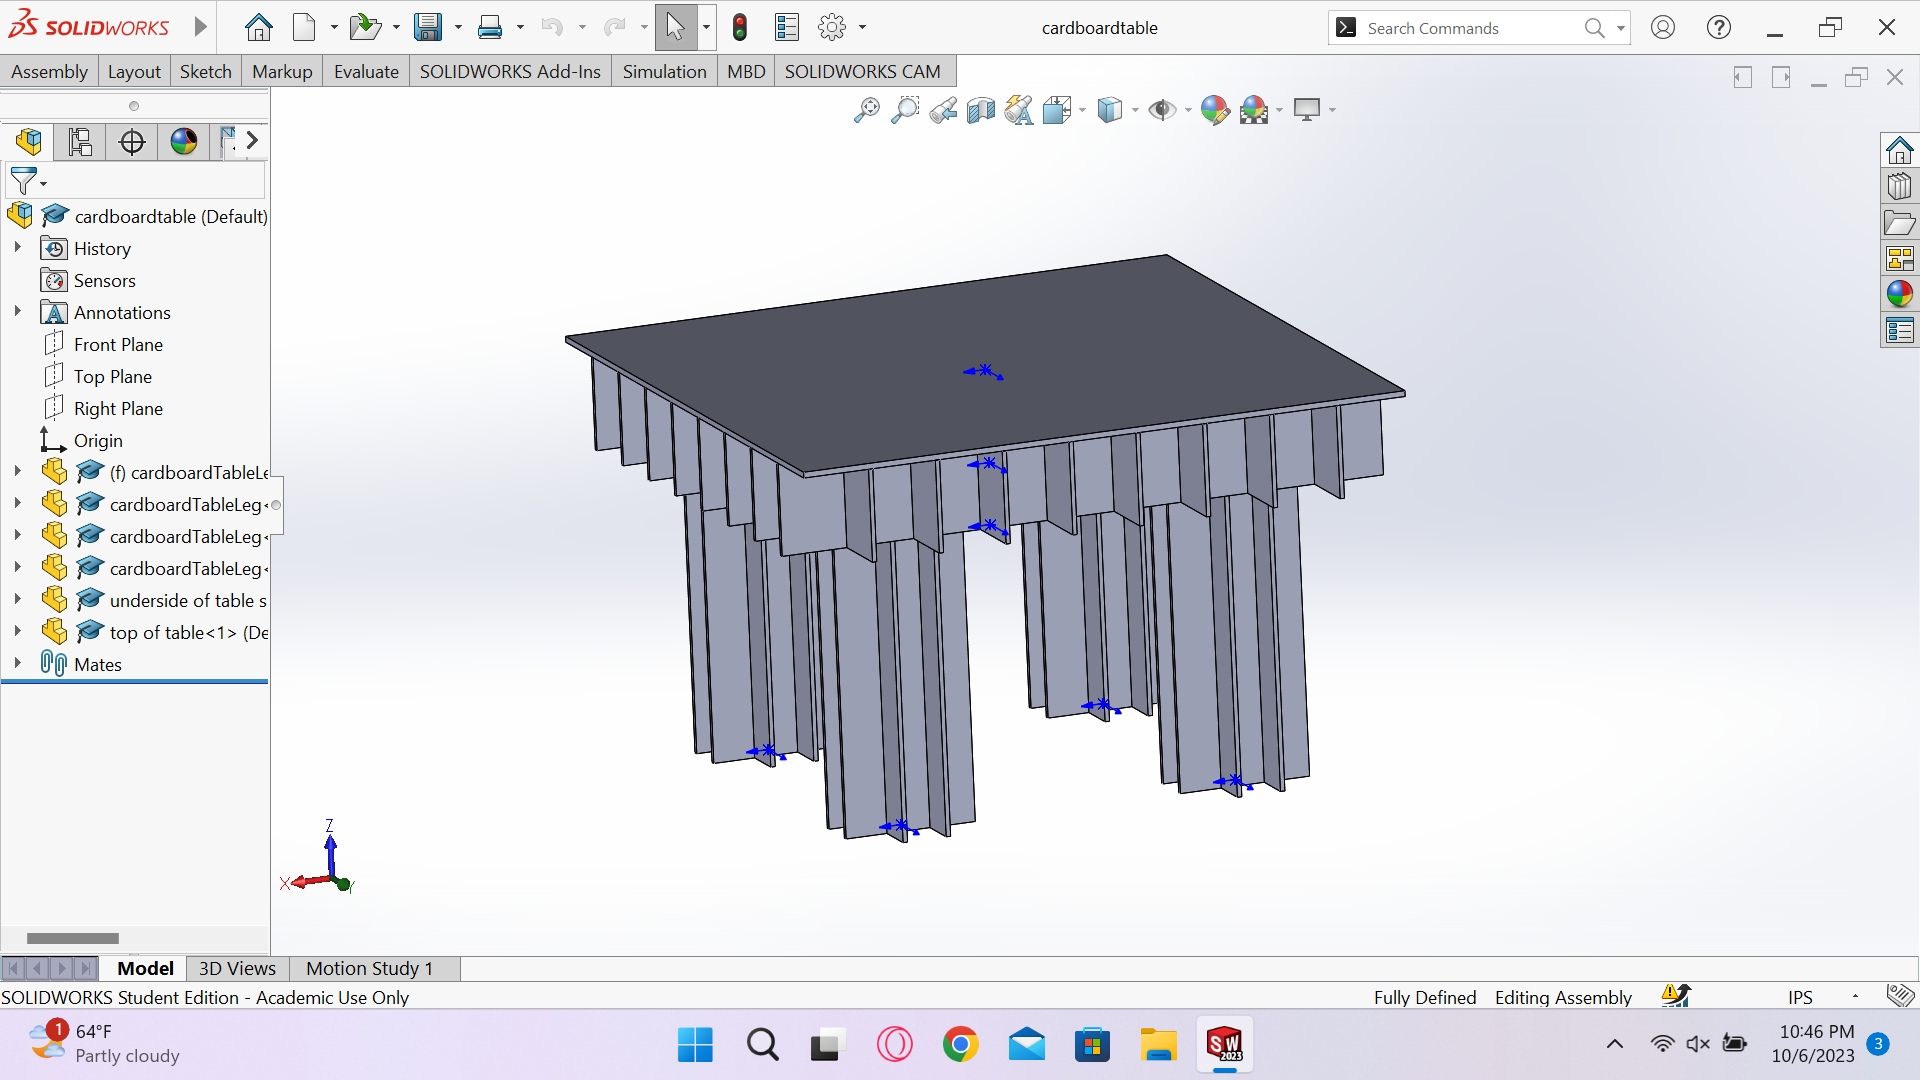 SOLIDWORKS
cardboardtable
Search Commands
Assembly
Layout
Sketch
Markup
Evaluate
SOLIDWORKS Add-Ins
Simulation
MBD
SOLIDWORKS CAM
cardboardtable (Default)
History
Sensors
Annotations
Front Plane
Top Plane
Right Plane
Origin
(f) cardboardTableLe
cardboardTableLeg<
cardboardTableLeg<
cardboardTableLeg<
underside of table s
top of table<1> (De
Mates
Z
X
Y
Model
3D Views
Motion Study 1
SOLIDWORKS Student Edition - Academic Use Only
Fully Defined
Editing Assembly
IPS
1
64°F
Partly cloudy
SW
2023
10:46 PM
10/6/2023
3